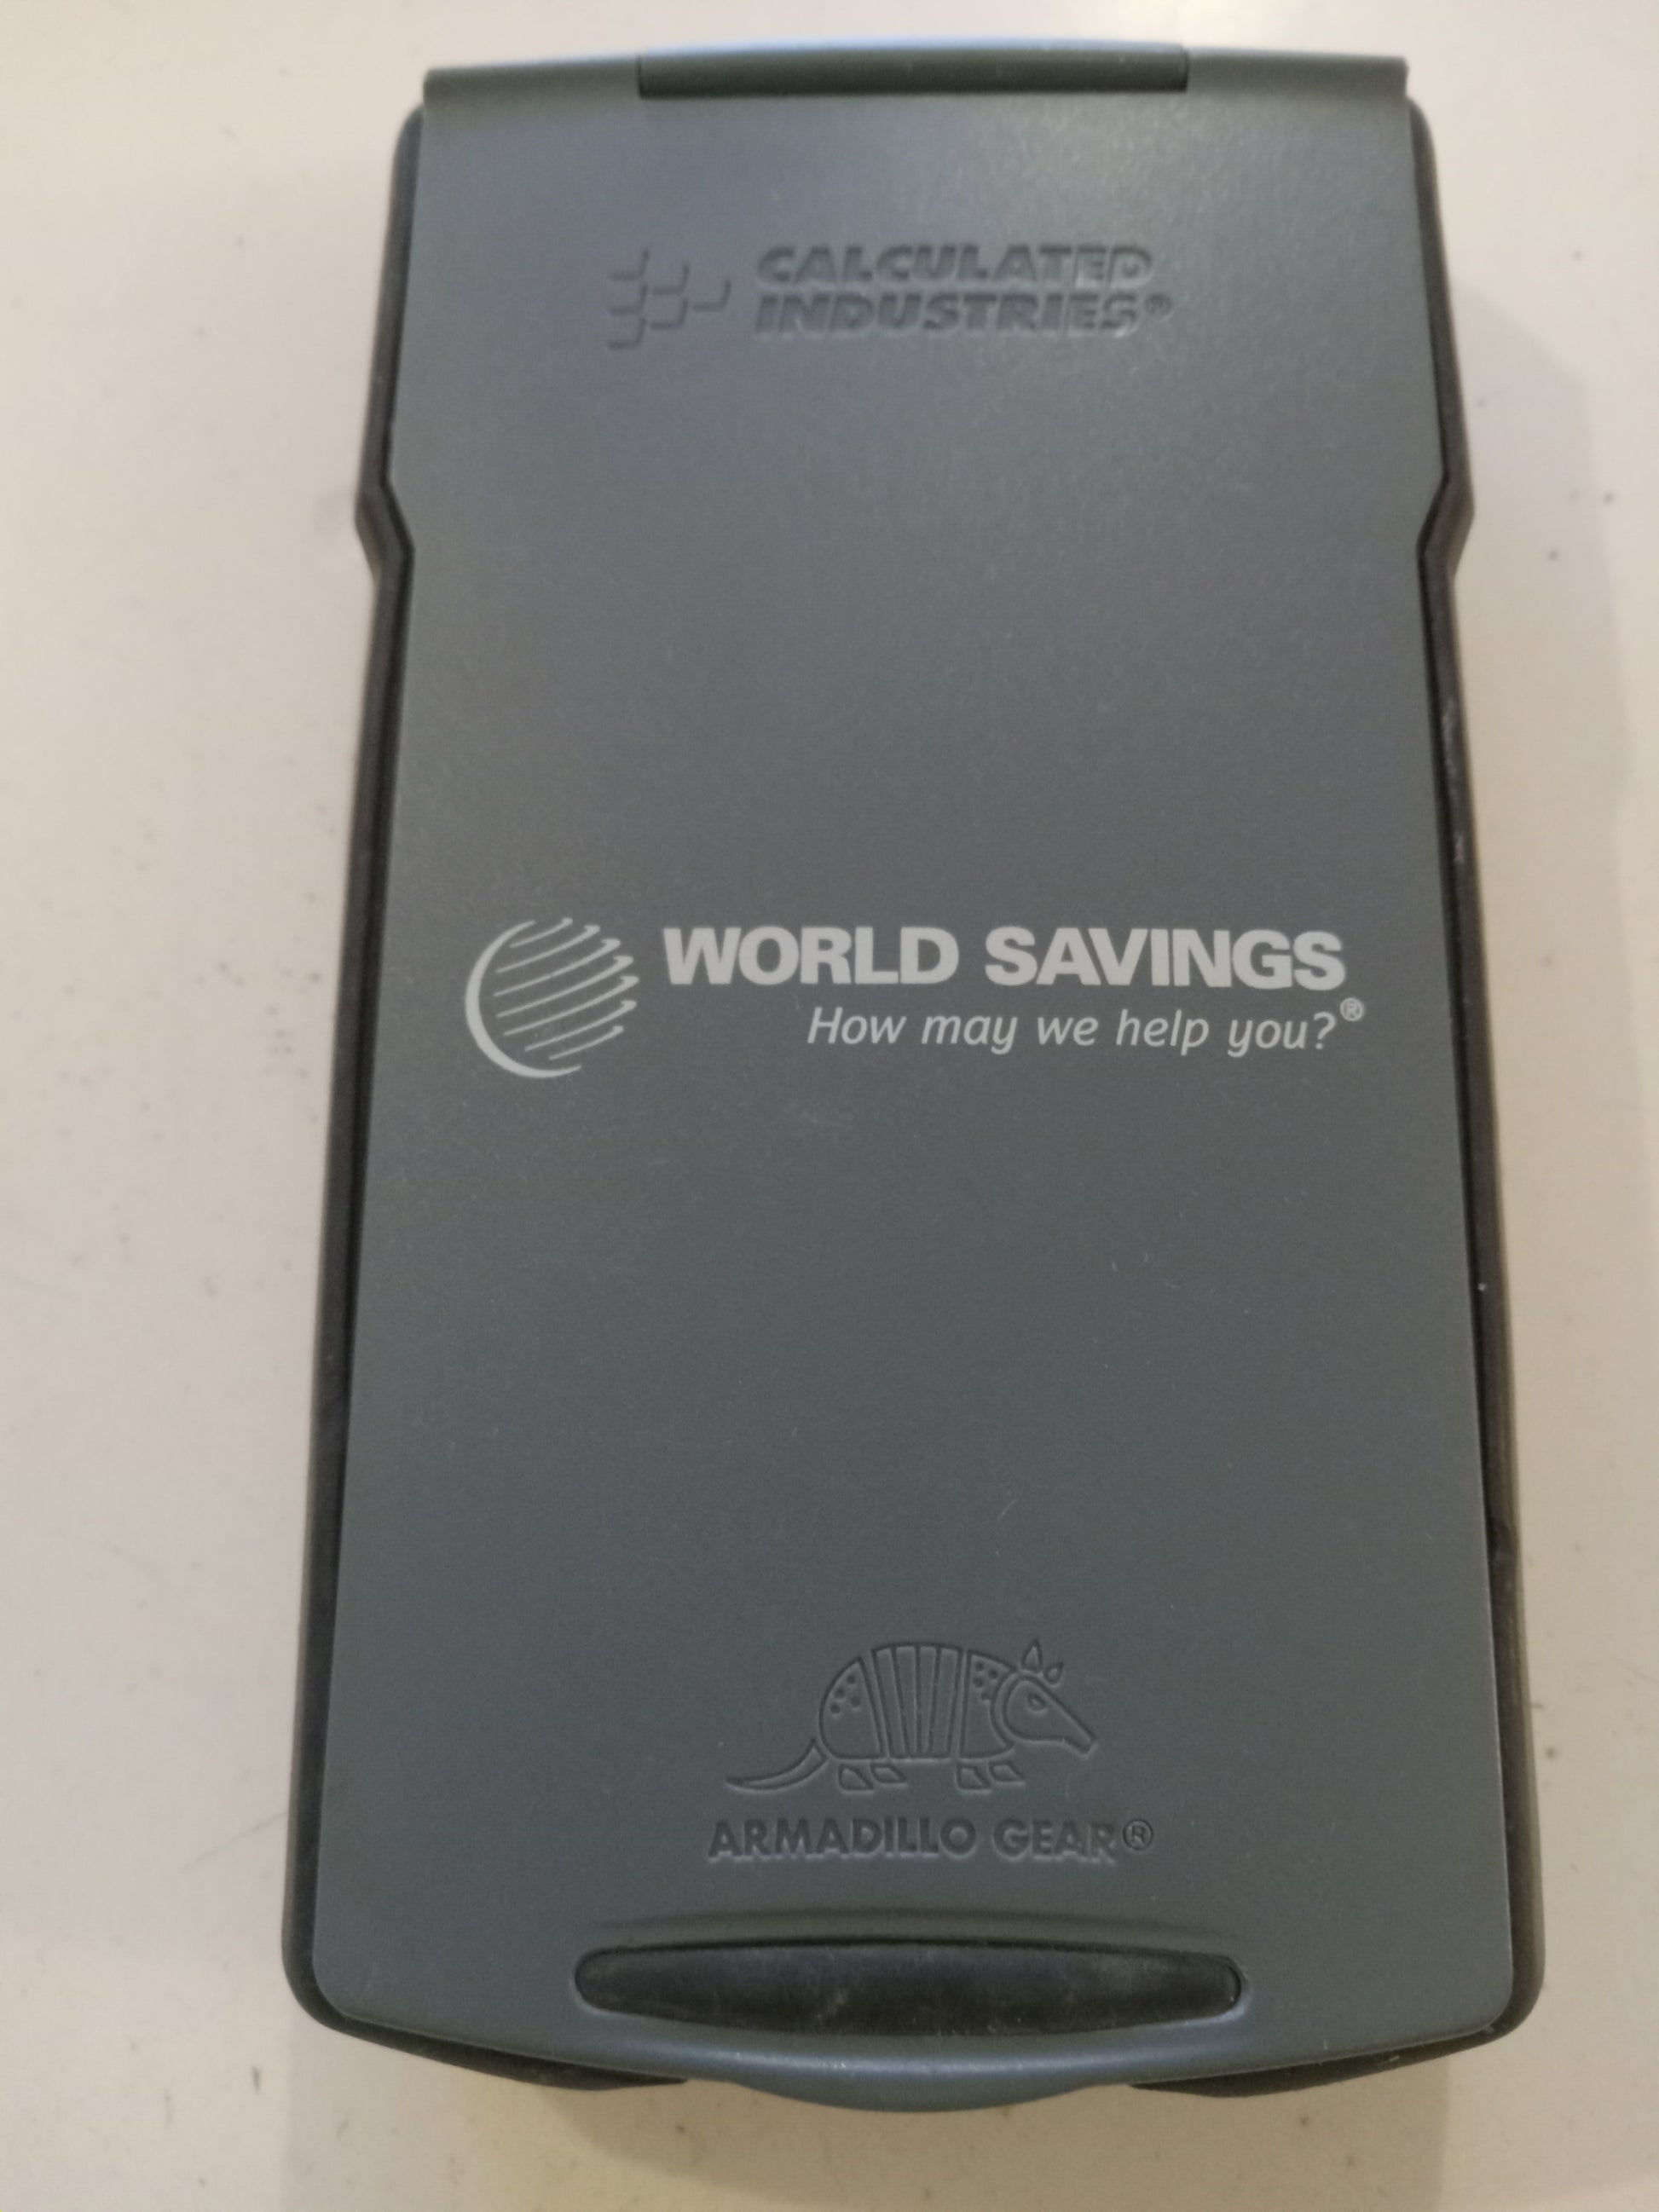 CALCULATED
INDUSTRIES®
WORLD SAVINGS
How may we help you?®
ARMADILLO GEAR®